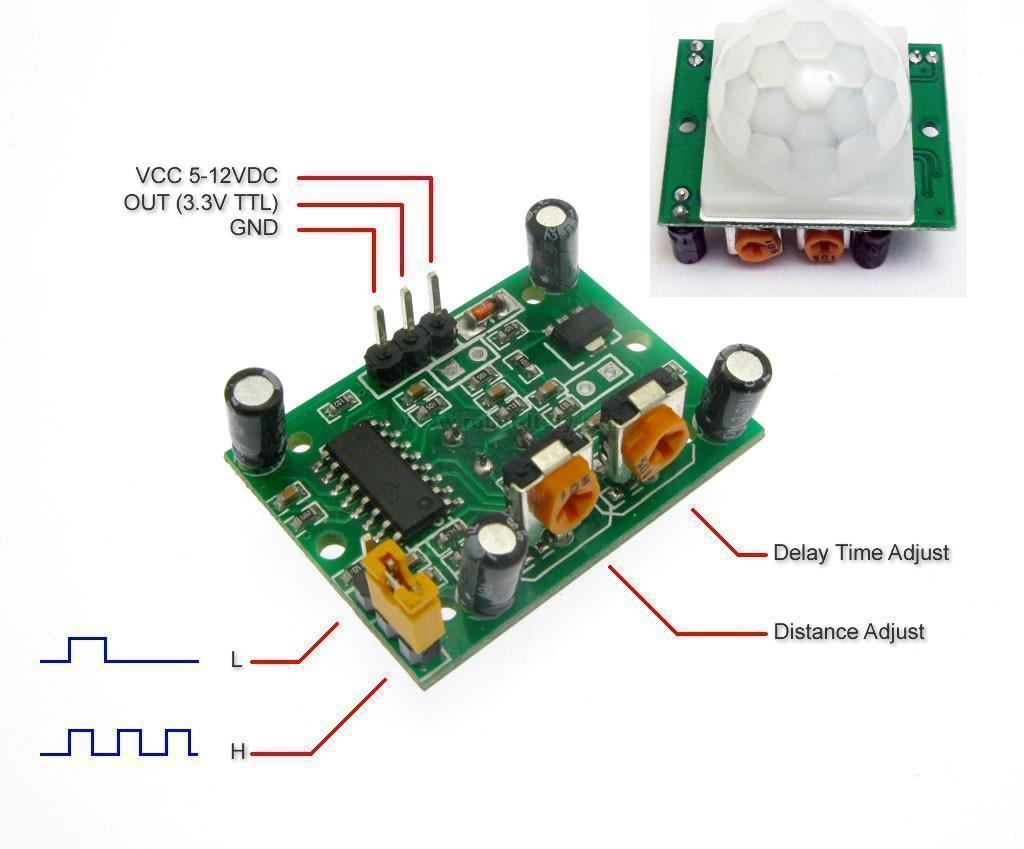 VCC 5-12VDC
OUT (3.3V TTL)
GND
Delay Time Adjust
Distance Adjust
L
H